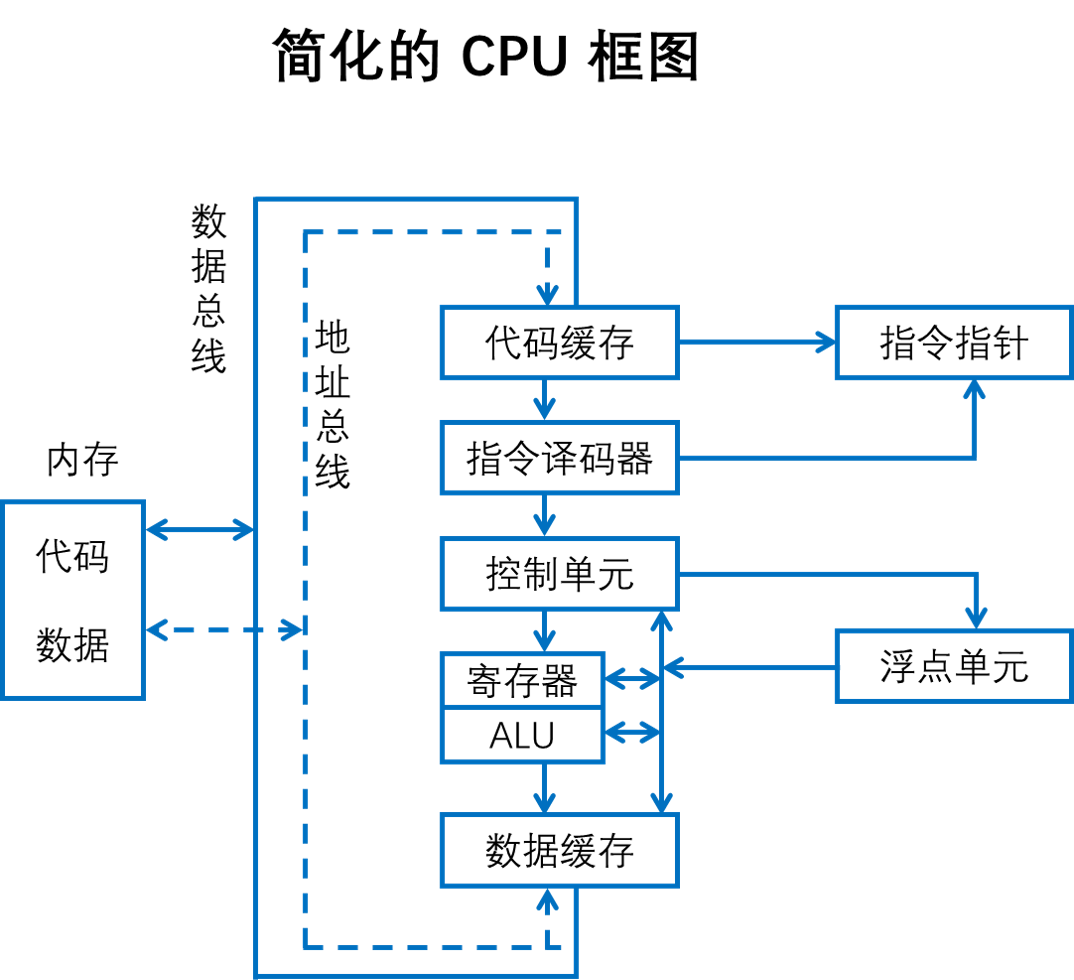 简化的 CPU 框图
数据总线
地址总线
代码缓存
指令指针
指令译码器
内存
代码
数据
控制单元
浮点单元
寄存器
ALU
数据缓存